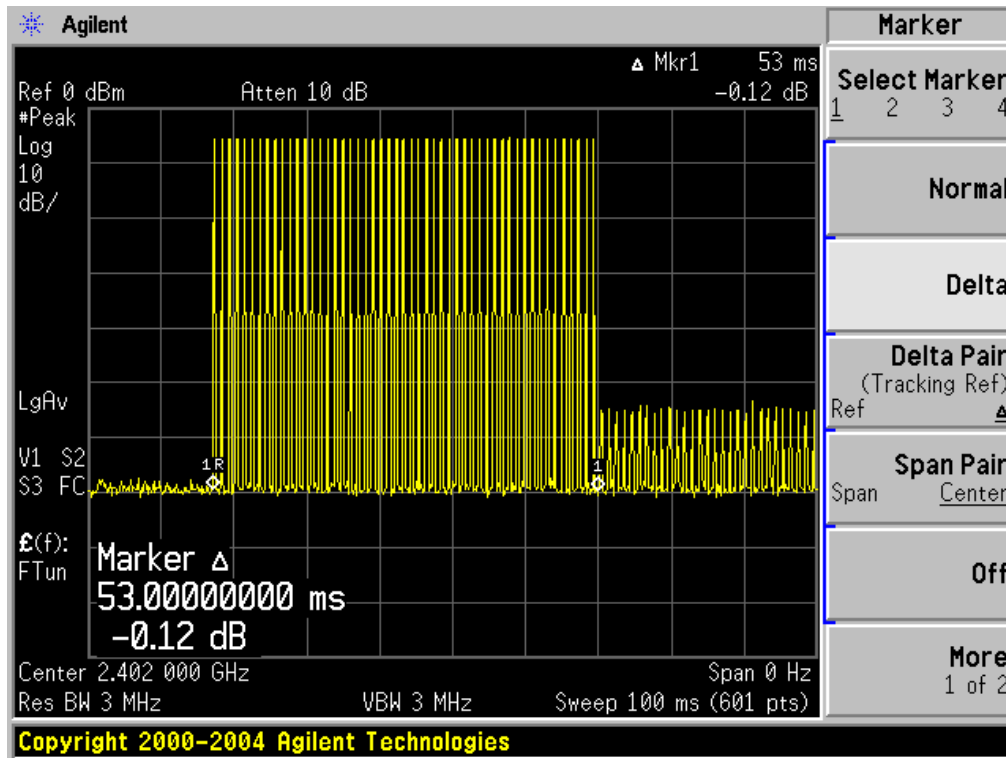 Agilent
Marker
Δ Mkr1 53 ms
Ref 0 dBm Atten 10 dB -0.12 dB
#Peak
Log
10
dB/
LgAv
V1 S2
S3 FC
£(f):
FTun
1R
1
Marker Δ
53.00000000 ms
-0.12 dB
Center 2.402 000 GHz Span 0 Hz
Res BW 3 MHz VBW 3 MHz Sweep 100 ms (601 pts)
Copyright 2000-2004 Agilent Technologies
Select Marker
1 2 3 4
Normal
Delta
Delta Pair
(Tracking Ref)
Ref Δ
Span Pair
Span Center
Off
More
1 of 2